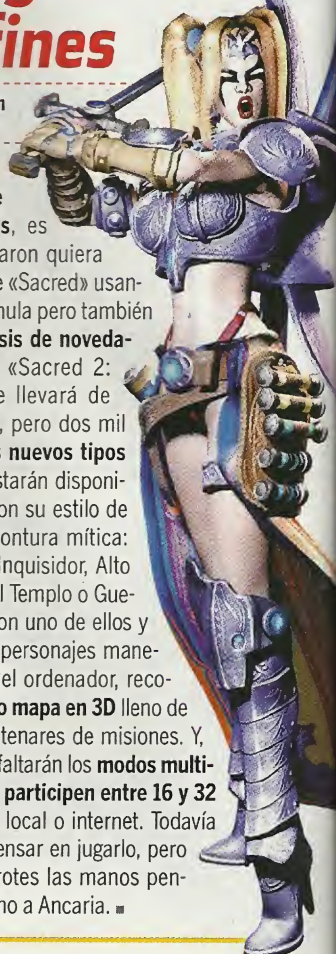 fines
s, es
aron quiera
e «Sacred» usan-
nula pero también
sis de noveda-
«Sacred 2:
e llevará de
, pero dos mil
s nuevos tipos
starán disponi-
on su estilo de
ontura mítica:
nquisidor, Alto
l Templo o Gue-
on uno de ellos y
personajes mane-
el ordenador, reco-
o mapa en 3D lleno de
tenares de misiones. Y,
faltarán los modos multi-
participen entre 16 y 32
local o internet. Todavía
ensar en jugarlo, pero
rotes las manos pen-
no a Ancaria.